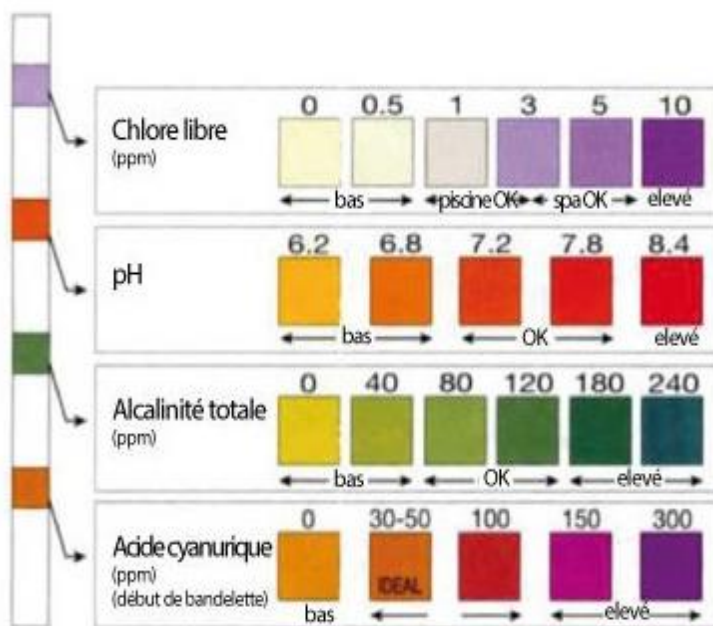 0 0.5 1 3 5 10
Chlore libre
(ppm)
bas piscine OK spa OK elevé
6.2 6.8 7.2 7.8 8.4
pH
bas OK elevé
0 40 80 120 180 240
Alcalinité totale
(ppm)
bas OK elevé
0 30-50 100 150 300
Acide cyanurique
(ppm)
IDEAL
(début de bandelette)
bas elevé